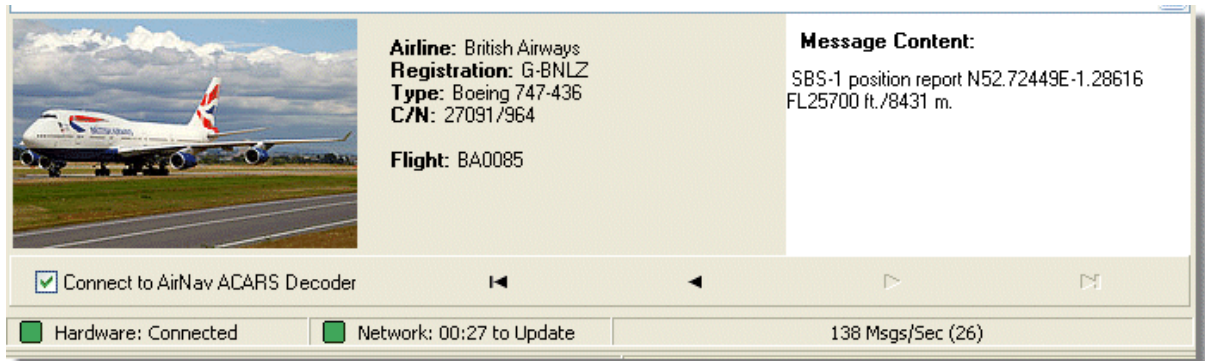 Airline: British Airways
Registration: G-BNLZ
Type: Boeing 747-436
C/N: 27091/964
Flight: BA0085
Message Content:
SBS-1 position report N52.72449E-1.28616
FL25700 ft./8431 m.
BRITISH AIRWAYS
Connect to AirNav ACARS Decoder
Hardware: Connected
Network: 00:27 to Update
138 Msgs/Sec (26)